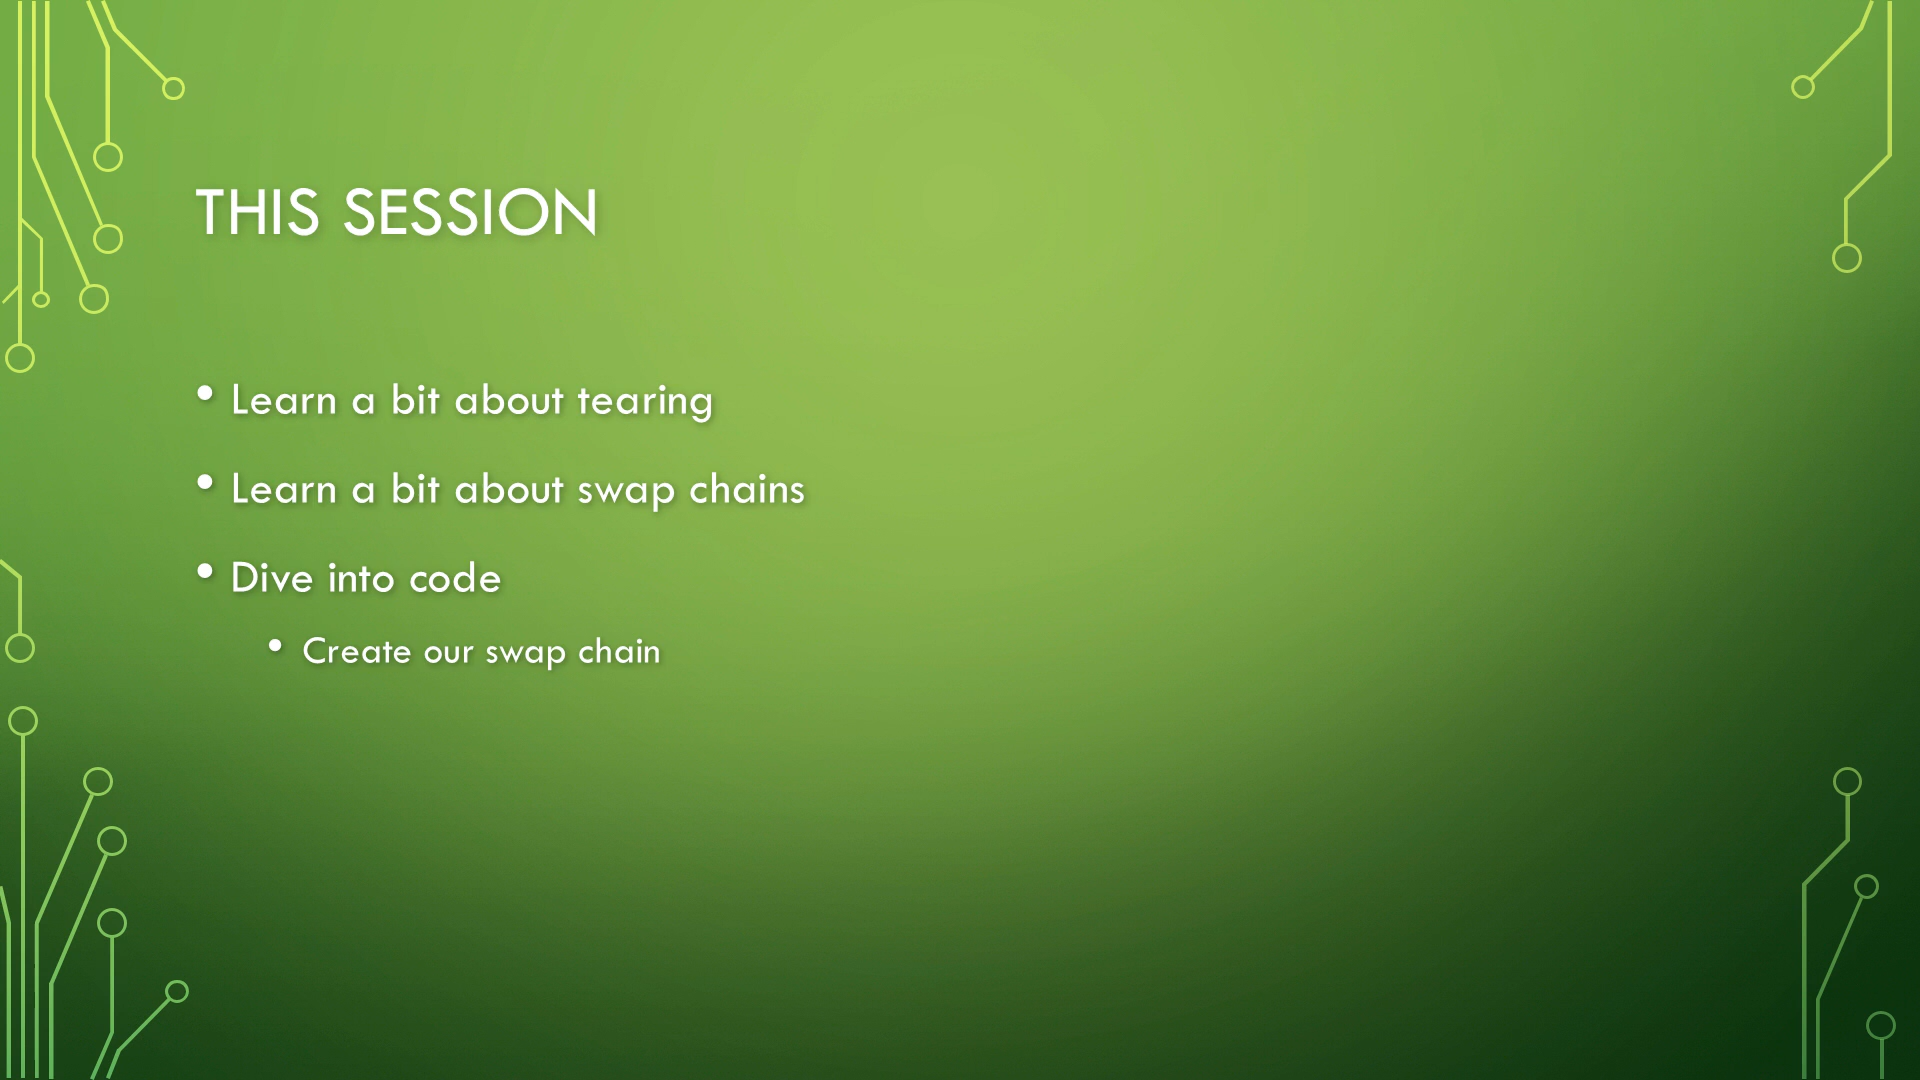 THIS SESSION
• Learn a bit about tearing
• Learn a bit about swap chains
• Dive into code
• Create our swap chain